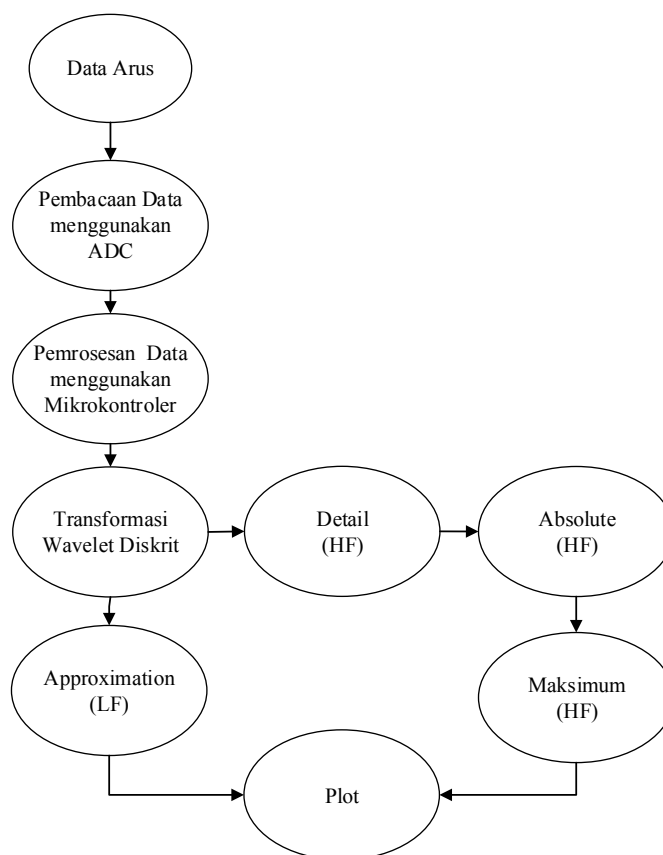 Data Arus
Pembacaan Data
menggunakan
ADC
Pemrosesan Data
menggunakan
Mikrokontroler
Transformasi
Wavelet Diskrit
Detail
(HF)
Absolute
(HF)
Approximation
(LF)
Maksimum
(HF)
Plot